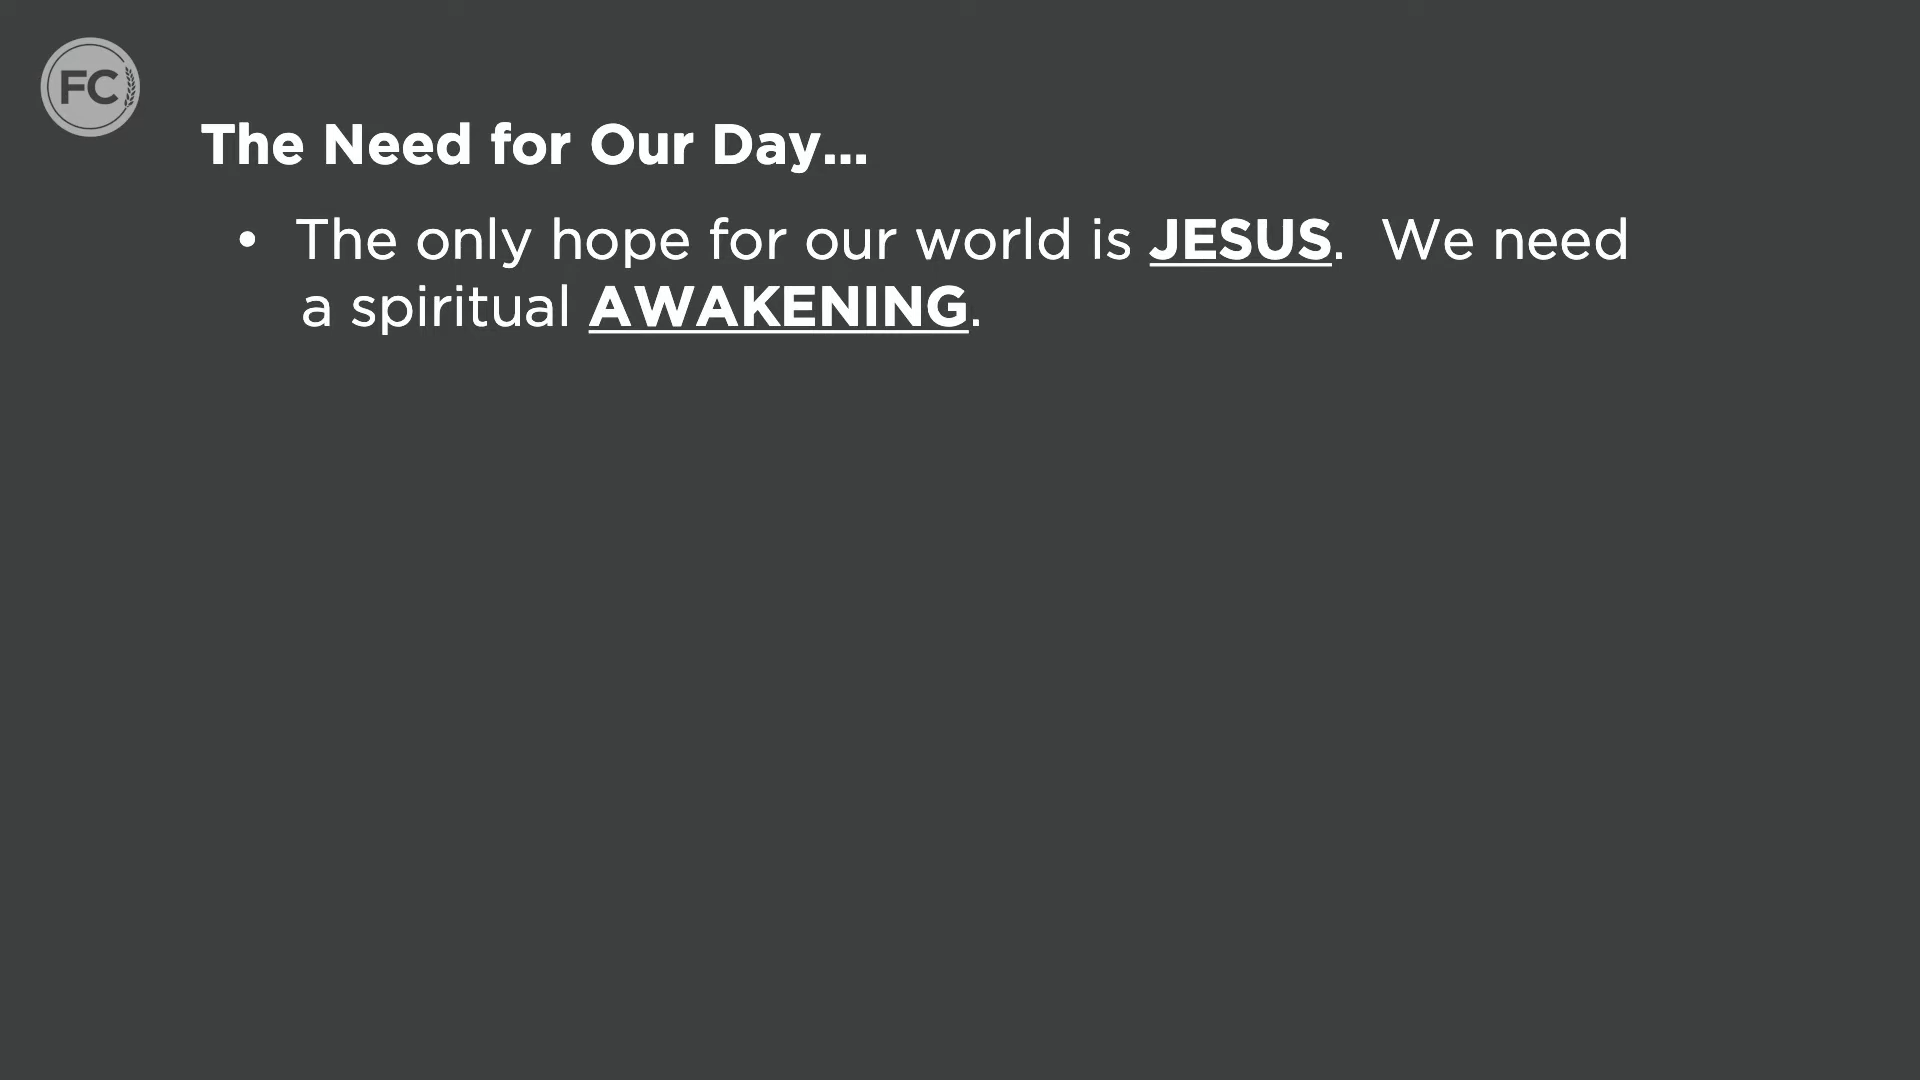 FC
The Need for Our Day...
• The only hope for our world is JESUS.  We need
a spiritual AWAKENING.